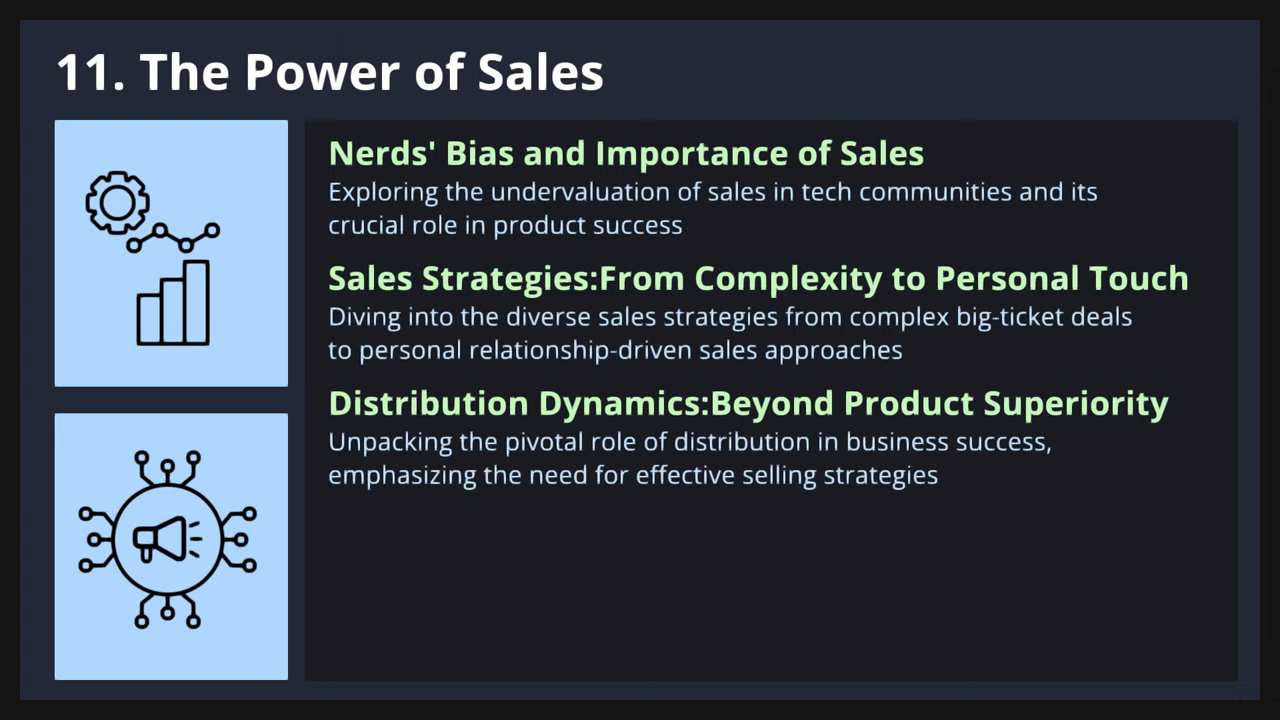 11. The Power of Sales
Nerds' Bias and Importance of Sales
Exploring the undervaluation of sales in tech communities and its
crucial role in product success
Sales Strategies:From Complexity to Personal Touch
Diving into the diverse sales strategies from complex big-ticket deals
to personal relationship-driven sales approaches
Distribution Dynamics:Beyond Product Superiority
Unpacking the pivotal role of distribution in business success,
emphasizing the need for effective selling strategies